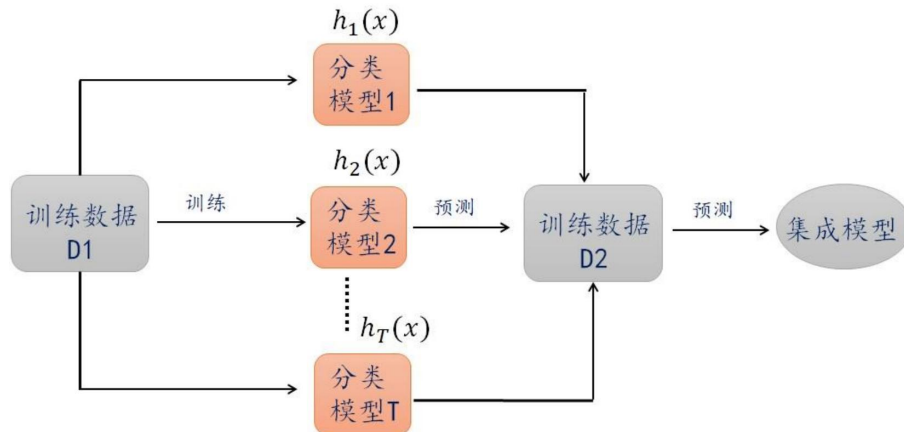 h₁(x)
分类
模型1
h₂(x)
训练数据
D1
训练
分类
模型2
预测
训练数据
D2
预测
集成模型
h_T(x)
分类
模型T